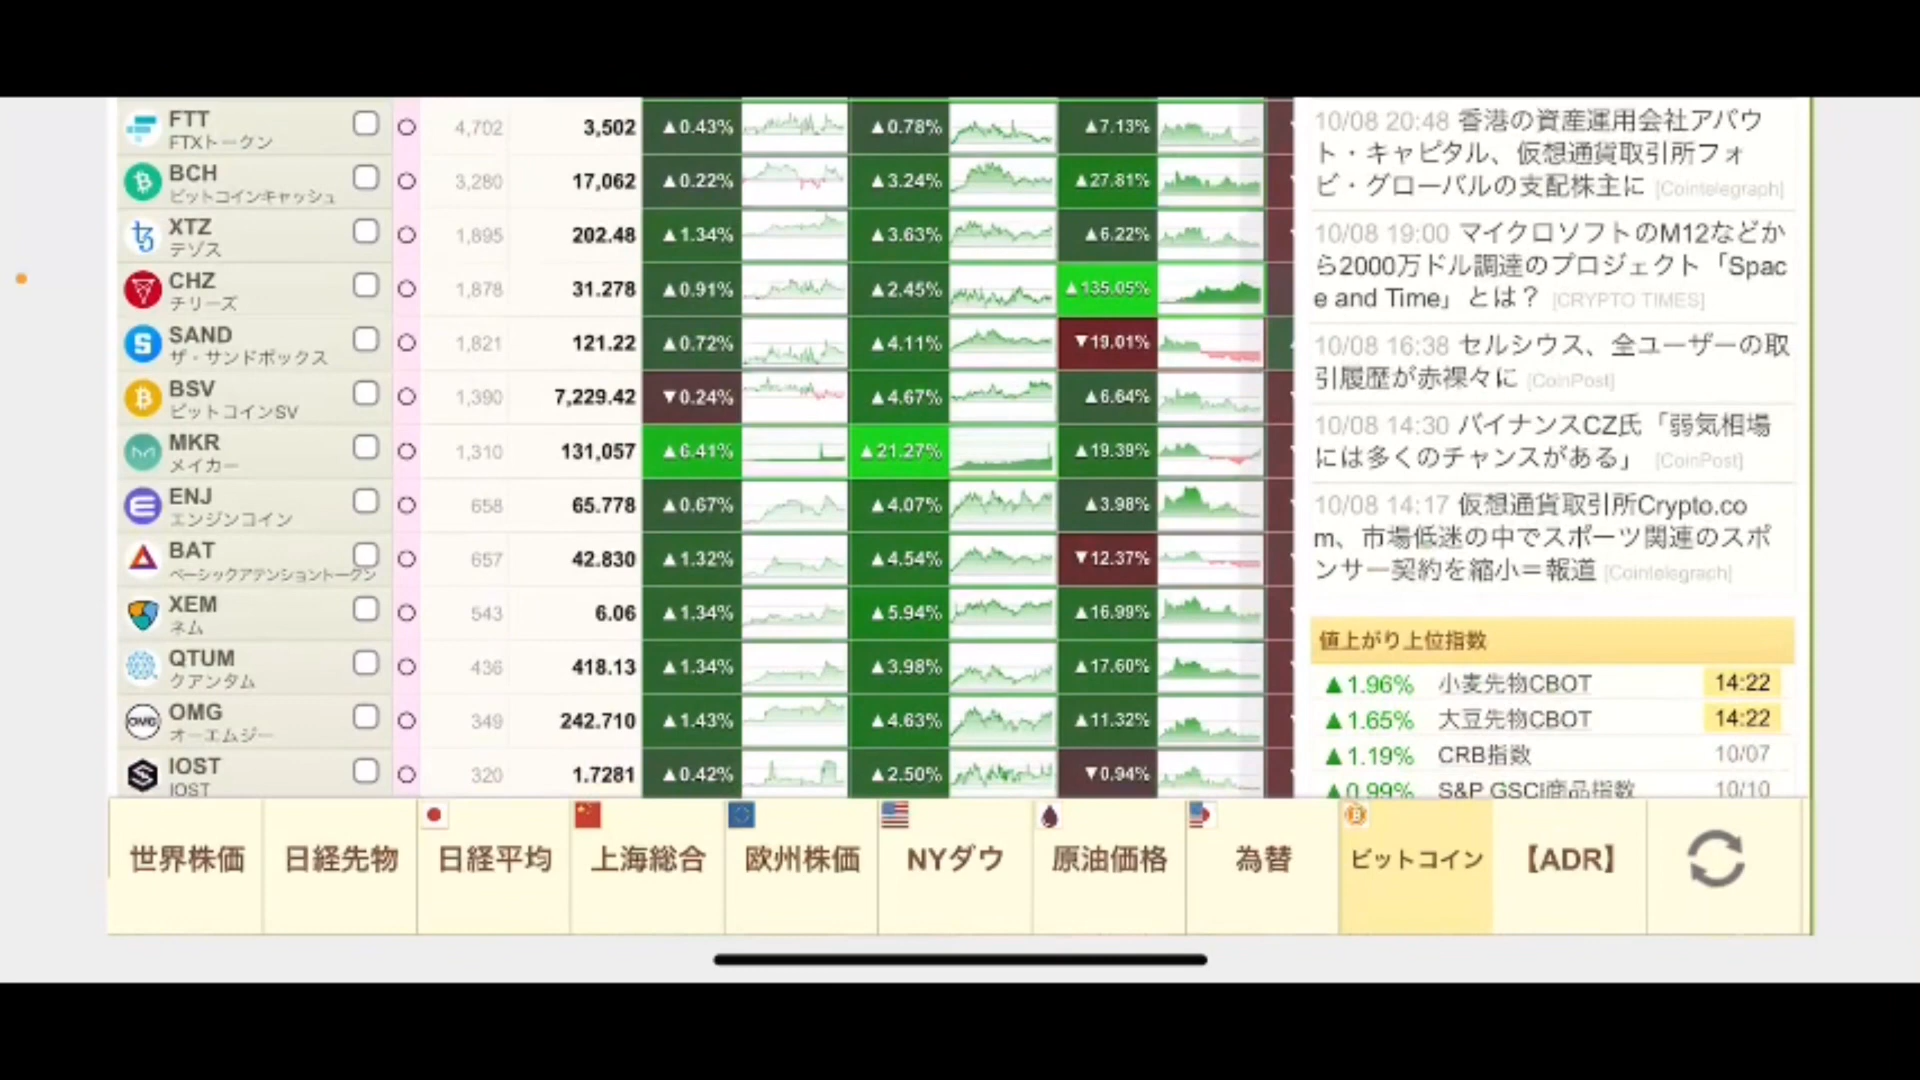 FTT
FTXトークン
4,702 3,502 ▲0.43% ▲0.78% ▲7.13%
BCH
ビットコインキャッシュ
3,280 17,062 ▲0.22% ▲3.24% ▲27.81%
XTZ
テゾス
1,895 202.48 ▲1.34% ▲3.63% ▲6.22%
CHZ
チリーズ
1,878 31.278 ▲0.91% ▲2.45% ▲135.05%
SAND
ザ・サンドボックス
1,821 121.22 ▲0.72% ▲4.11% ▼19.01%
BSV
ビットコインSV
1,390 7,229.42 ▼0.24% ▲4.67% ▲6.64%
MKR
メイカー
1,310 131,057 ▲6.41% ▲21.27% ▲19.39%
ENJ
エンジンコイン
658 65.778 ▲0.67% ▲4.07% ▲3.98%
BAT
ベーシックアテンショントークン
657 42.830 ▲1.32% ▲4.54% ▼12.37%
XEM
ネム
543 6.06 ▲1.34% ▲5.94% ▲16.99%
QTUM
クアンタム
436 418.13 ▲1.34% ▲3.98% ▲17.60%
OMG
オーエムジー
349 242.710 ▲1.43% ▲4.63% ▲11.32%
IOST
IOST
320 1.7281 ▲0.42% ▲2.50% ▼0.94%
10/08 20:48 香港の資産運用会社アバウ
ト・キャピタル、仮想通貨取引所フォ
ビ・グローバルの支配株主に [Cointelegraph]
10/08 19:00 マイクロソフトのM12などか
ら2000万ドル調達のプロジェクト「Spac
e and Time」とは？ [CRYPTO TIMES]
10/08 16:38 セルシウス、全ユーザーの取
引履歴が赤裸々に [CoinPost]
10/08 14:30 バイナンスCZ氏「弱気相場
には多くのチャンスがある」 [CoinPost]
10/08 14:17 仮想通貨取引所Crypto.co
m、市場低迷の中でスポーツ関連のスポ
ンサー契約を縮小＝報道 [Cointelegraph]
値上がり上位指数
▲1.96% 小麦先物CBOT 14:22
▲1.65% 大豆先物CBOT 14:22
▲1.19% CRB指数 10/07
▲0.99% S&P GSCI商品指数 10/10
世界株価 日経先物 日経平均 上海総合 欧州株価 NYダウ 原油価格 為替 ビットコイン 【ADR】